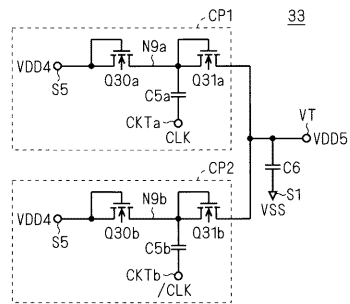 CP1
33
N9a
VDD4
S5
Q30a
Q31a
C5a
CKTa
CLK
VT
VDD5
C6
S1
VSS
CP2
N9b
VDD4
S5
Q30b
Q31b
C5b
CKTb
/CLK